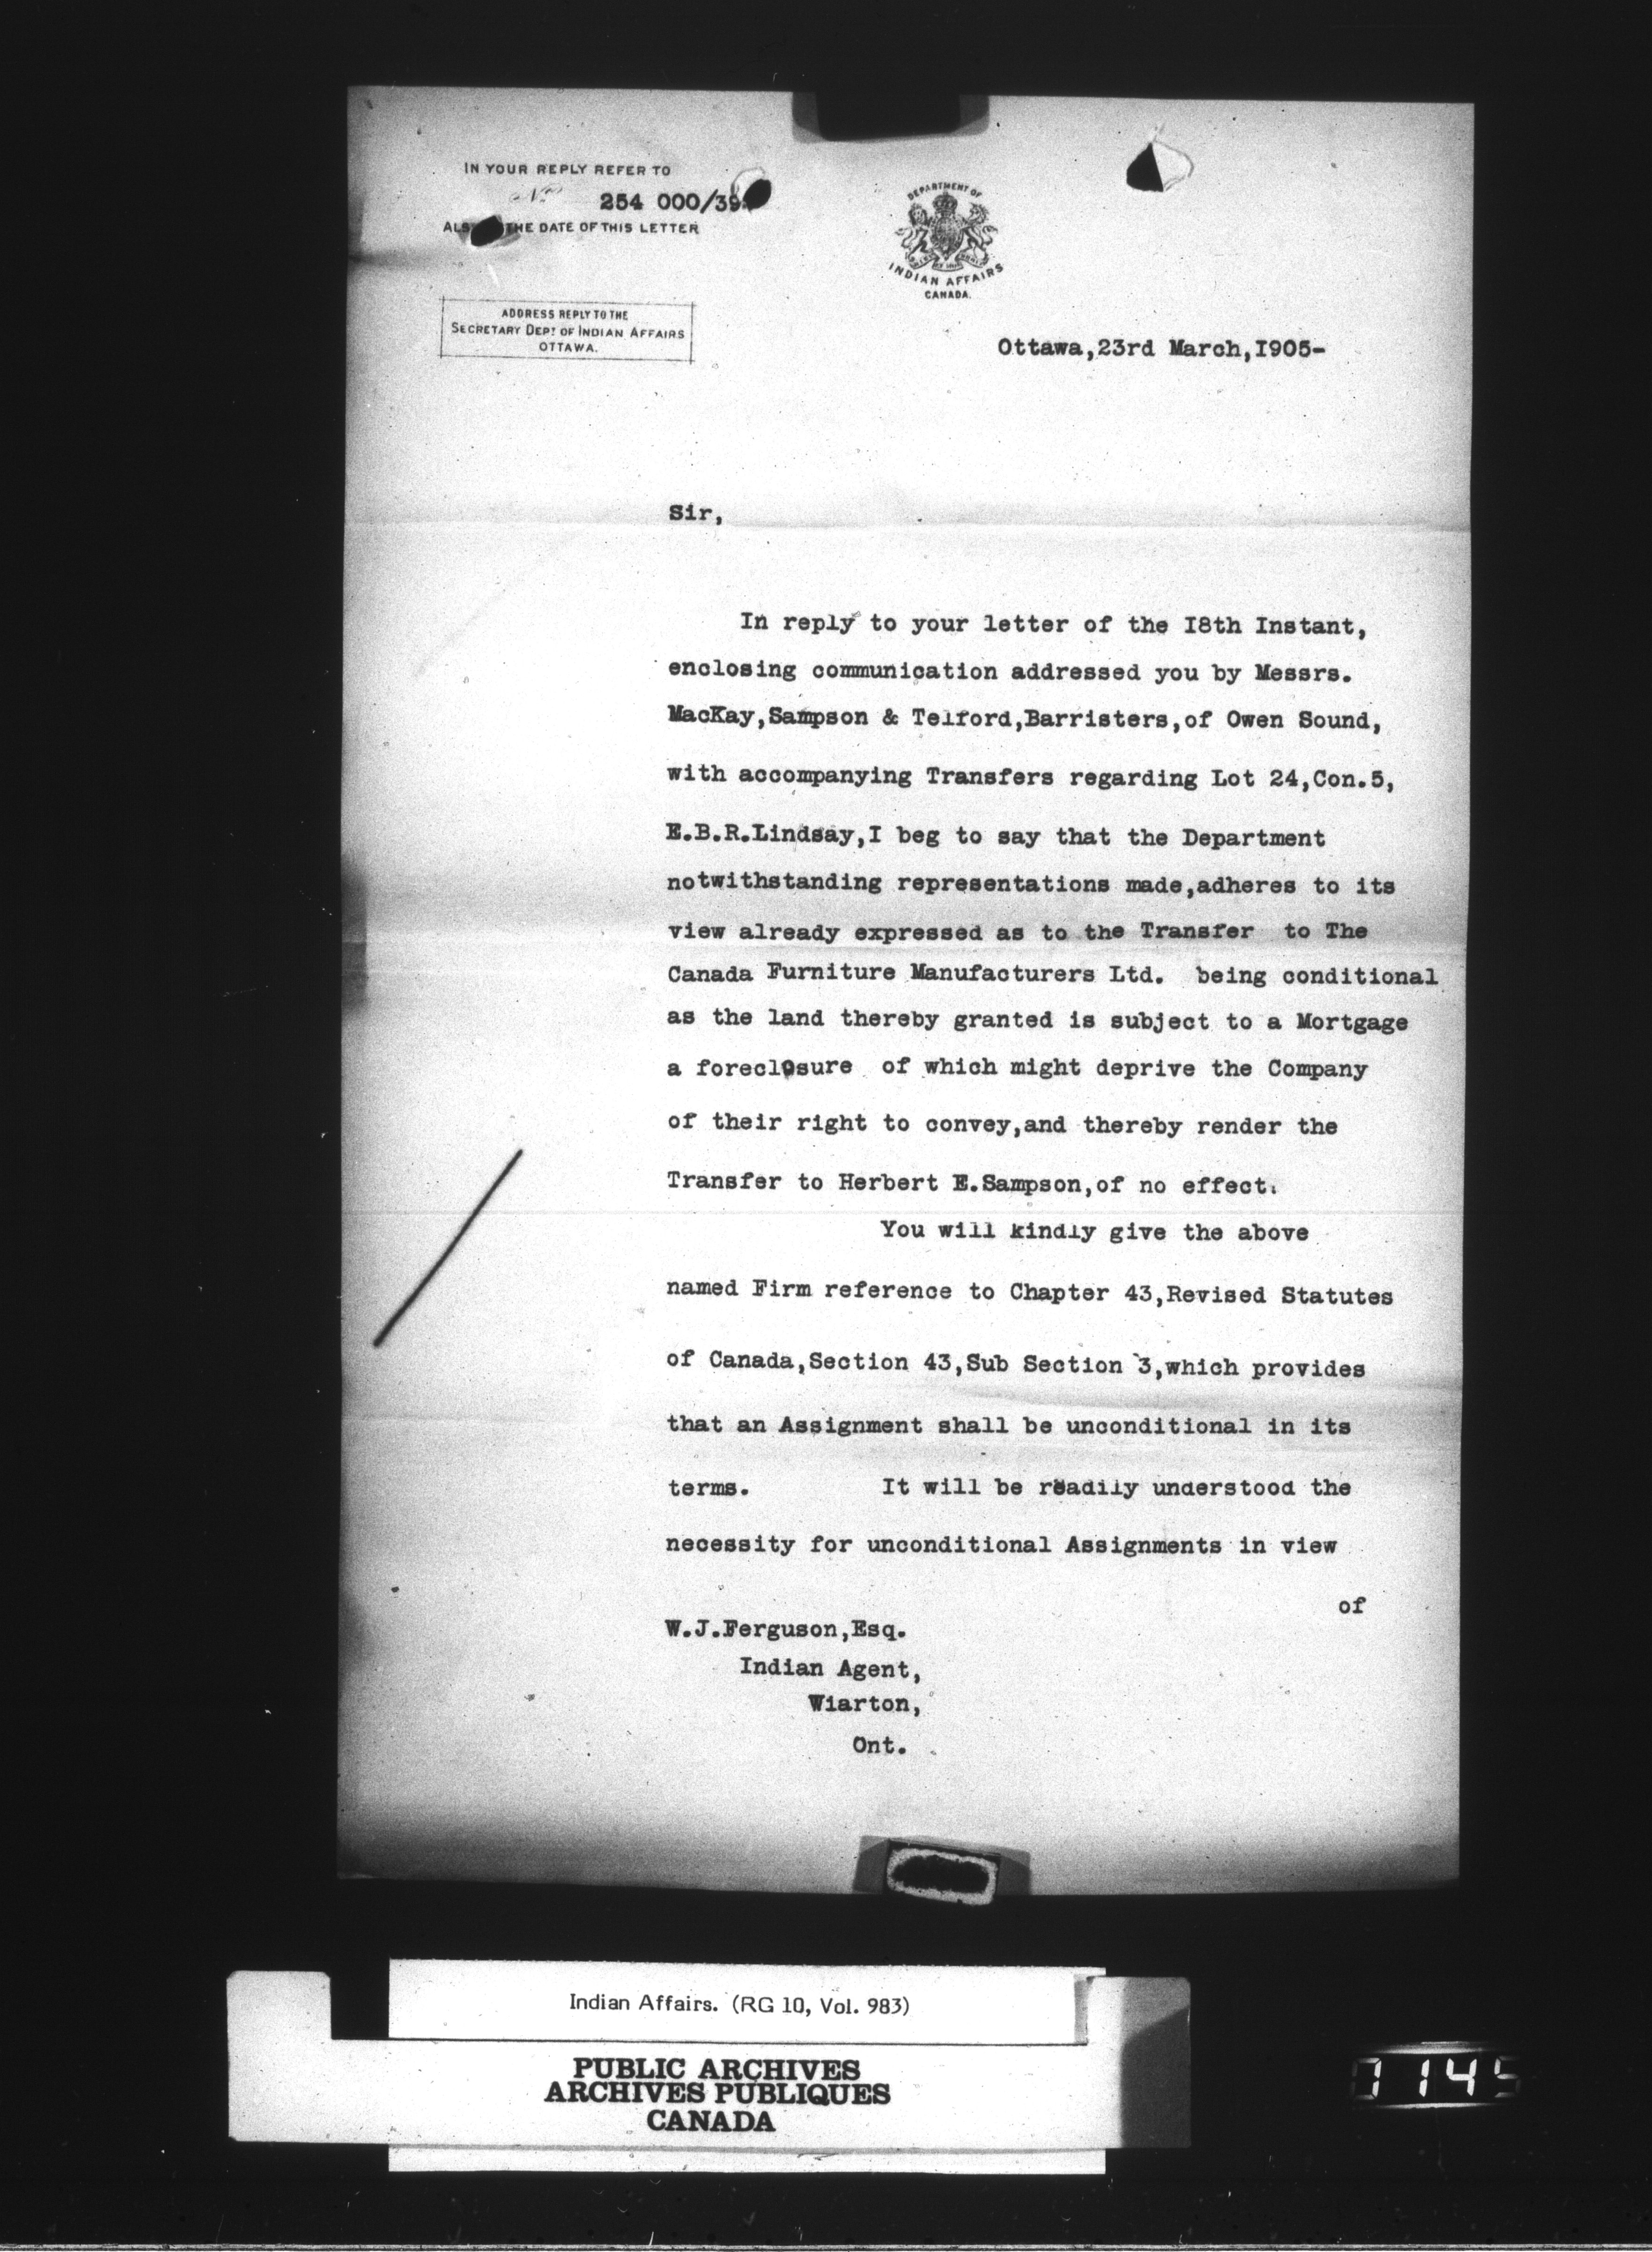 IN YOUR REPLY REFER TO
No 254 000/39
ALS THE DATE OF THIS LETTER
ADDRESS REPLY TO THE
SECRETARY DEPT OF INDIAN AFFAIRS
OTTAWA.
DEPARTMENT OF
INDIAN AFFAIRS
CANADA.
Ottawa,23rd March,I905-
Sir,
In reply to your letter of the I8th Instant,
enclosing communication addressed you by Messrs.
MacKay,Sampson & Telford,Barristers,of Owen Sound,
with accompanying Transfers regarding Lot 24,Con.5,
E.B.R.Lindsay,I beg to say that the Department
notwithstanding representations made,adheres to its
view already expressed as to the Transfer to The
Canada Furniture Manufacturers Ltd. being conditional
as the land thereby granted is subject to a Mortgage
a foreclosure of which might deprive the Company
of their right to convey,and thereby render the
Transfer to Herbert E.Sampson,of no effect.
You will kindly give the above
named Firm reference to Chapter 43,Revised Statutes
of Canada,Section 43,Sub Section 3,which provides
that an Assignment shall be unconditional in its
terms. It will be readily understood the
necessity for unconditional Assignments in view
of
W.J.Ferguson,Esq.
Indian Agent,
Wiarton,
Ont.
Indian Affairs. (RG 10, Vol. 983)
PUBLIC ARCHIVES
ARCHIVES PUBLIQUES
CANADA
1145